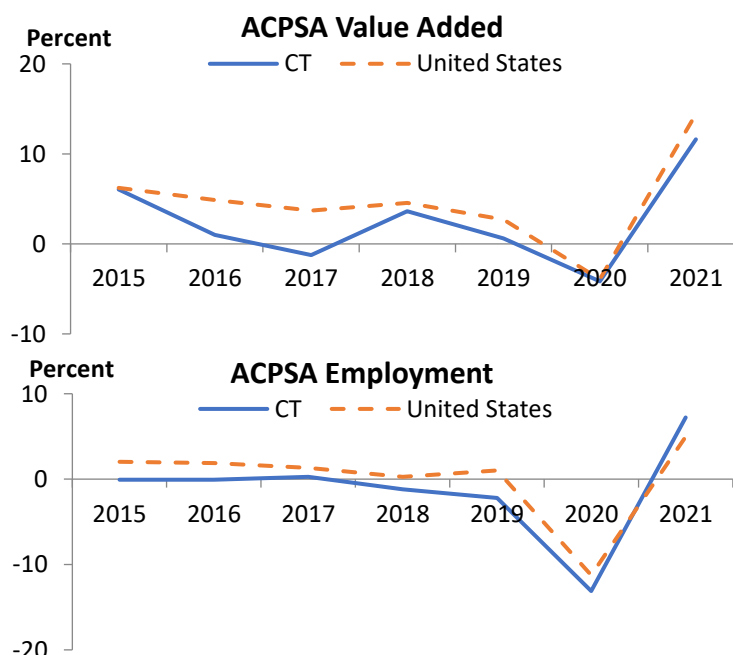 ACPSA Value Added
Percent
CT United States
20
10
0
-10
2015 2016 2017 2018 2019 2020 2021
ACPSA Employment
Percent
CT United States
10
0
-10
-20
2015 2016 2017 2018 2019 2020 2021